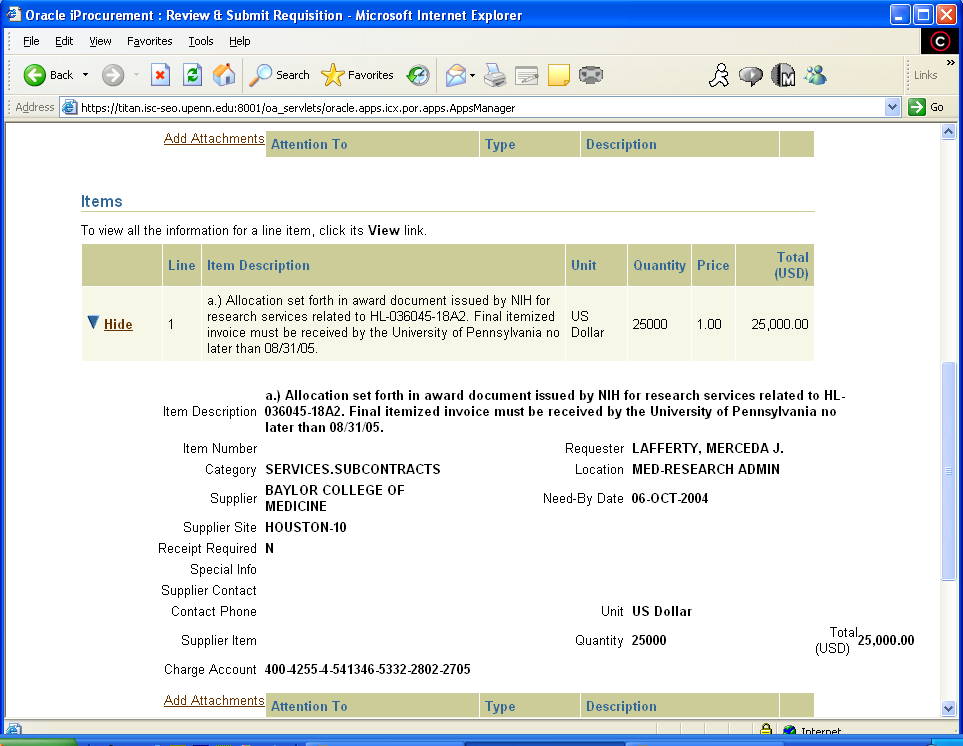 Oracle iProcurement : Review & Submit Requisition - Microsoft Internet Explorer
File Edit View Favorites Tools Help
Back Search Favorites Links
Address https://titan.isc-seo.upenn.edu:8001/oa_servlets/oracle.apps.icx.por.apps.AppsManager Go
Add Attachments Attention To Type Description
Items
To view all the information for a line item, click its View link.
Line Item Description Unit Quantity Price Total (USD)
Hide 1 a.) Allocation set forth in award document issued by NIH for
research services related to HL-036045-18A2. Final itemized
invoice must be received by the University of Pennsylvania no
later than 08/31/05.
US Dollar 25000 1.00 25,000.00
Item Description a.) Allocation set forth in award document issued by NIH for research services related to HL-
036045-18A2. Final itemized invoice must be received by the University of Pennsylvania no
later than 08/31/05.
Item Number Requester LAFFERTY, MERCEDA J.
Category SERVICES.SUBCONTRACTS Location MED-RESEARCH ADMIN
Supplier BAYLOR COLLEGE OF MEDICINE Need-By Date 06-OCT-2004
Supplier Site HOUSTON-10
Receipt Required N
Special Info
Supplier Contact
Contact Phone Unit US Dollar
Supplier Item Quantity 25000 Total (USD) 25,000.00
Charge Account 400-4255-4-541346-5332-2802-2705
Add Attachments Attention To Type Description
Internet